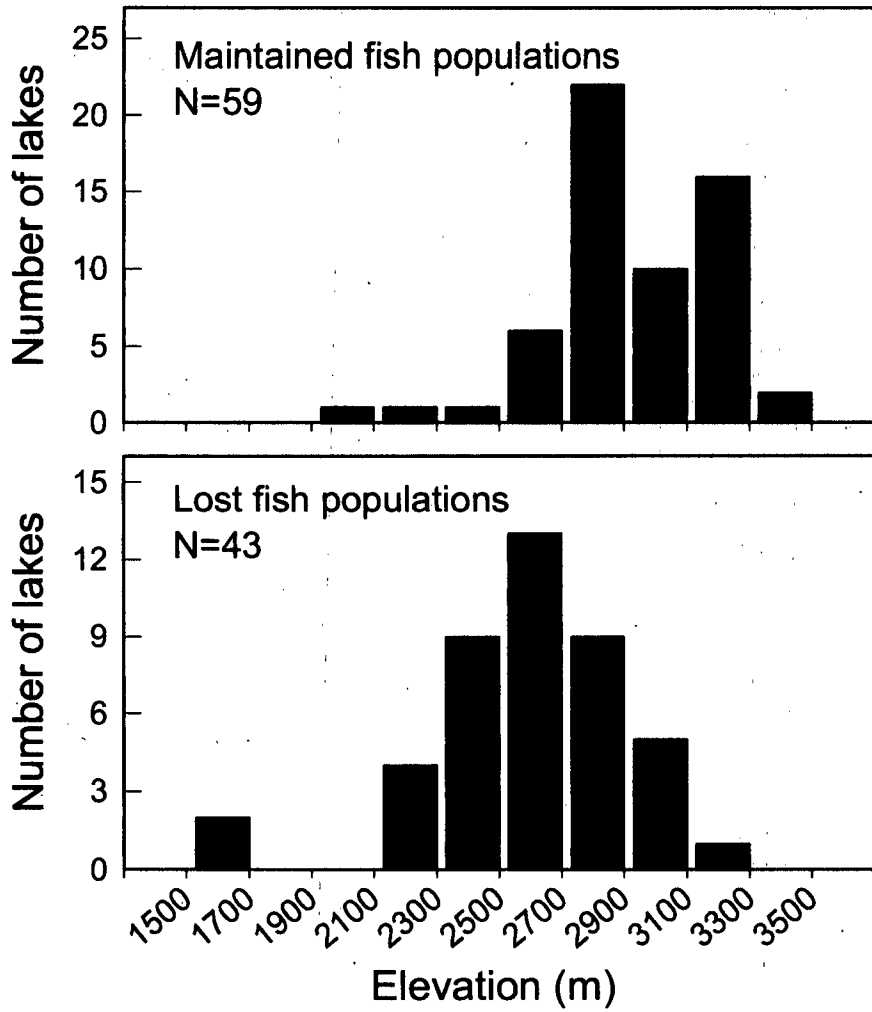 Number of lakes
25
20
15
10
5
0
Maintained fish populations
N=59
Number of lakes
15
12
9
6
3
0
Lost fish populations
N=43
1500 1700 1900 2100 2300 2500 2700 2900 3100 3300 3500
Elevation (m)